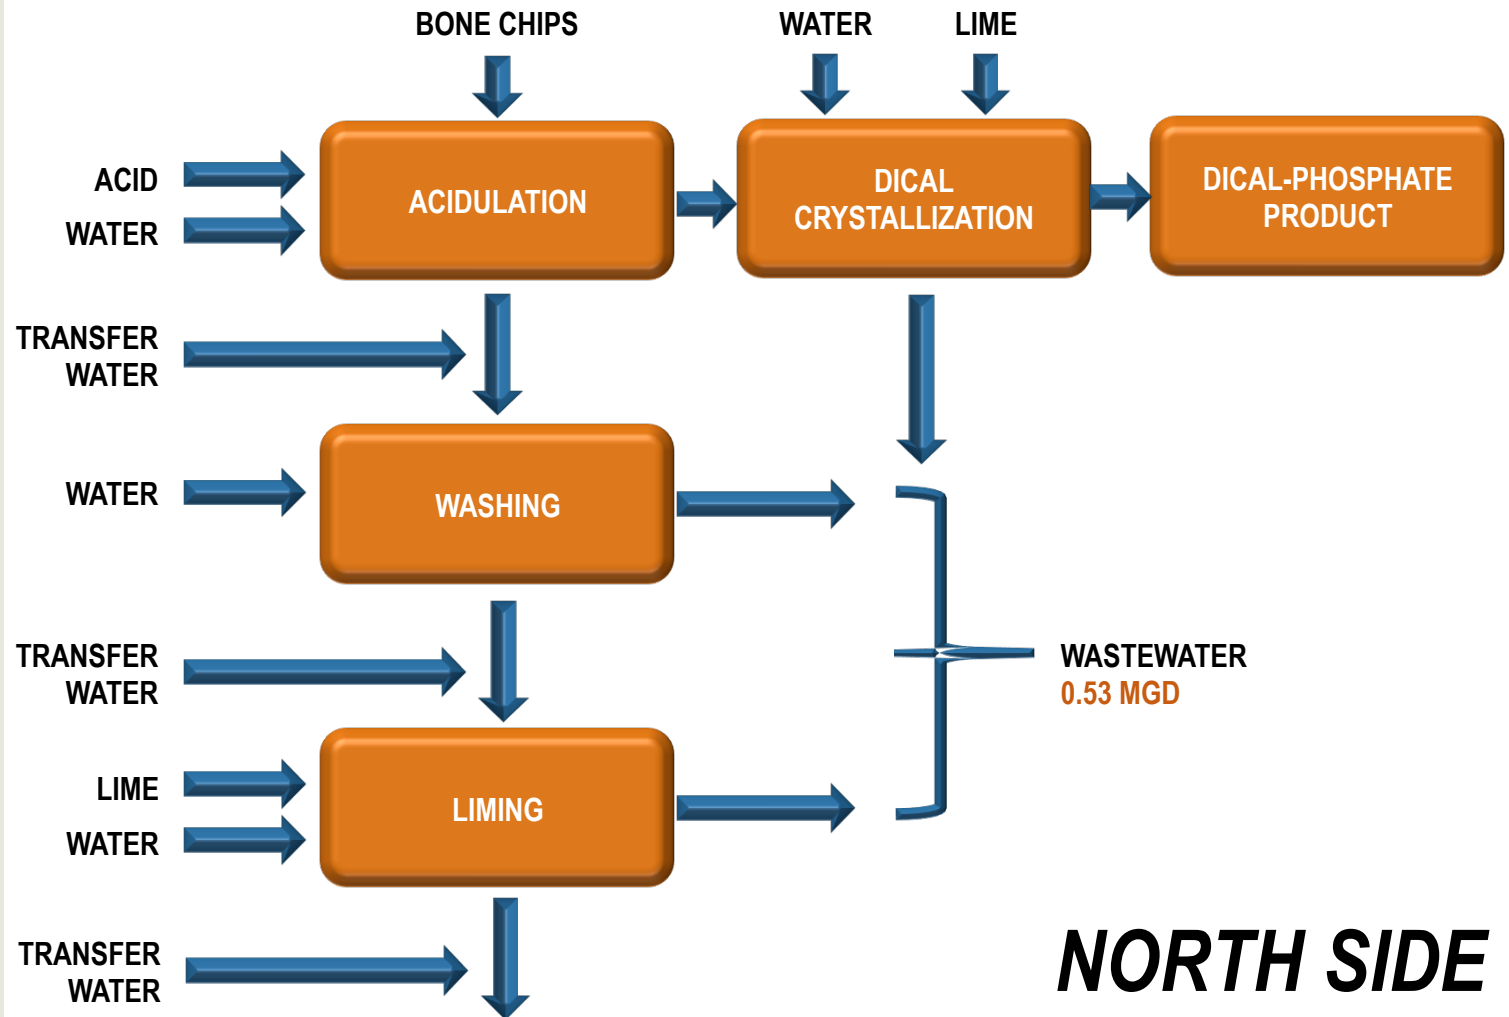 BONE CHIPS
WATER
LIME
ACID
WATER
ACIDULATION
DICAL
CRYSTALLIZATION
DICAL-PHOSPHATE
PRODUCT
TRANSFER
WATER
WATER
WASHING
TRANSFER
WATER
WASTEWATER
0.53 MGD
LIME
WATER
LIMING
TRANSFER
WATER
NORTH SIDE